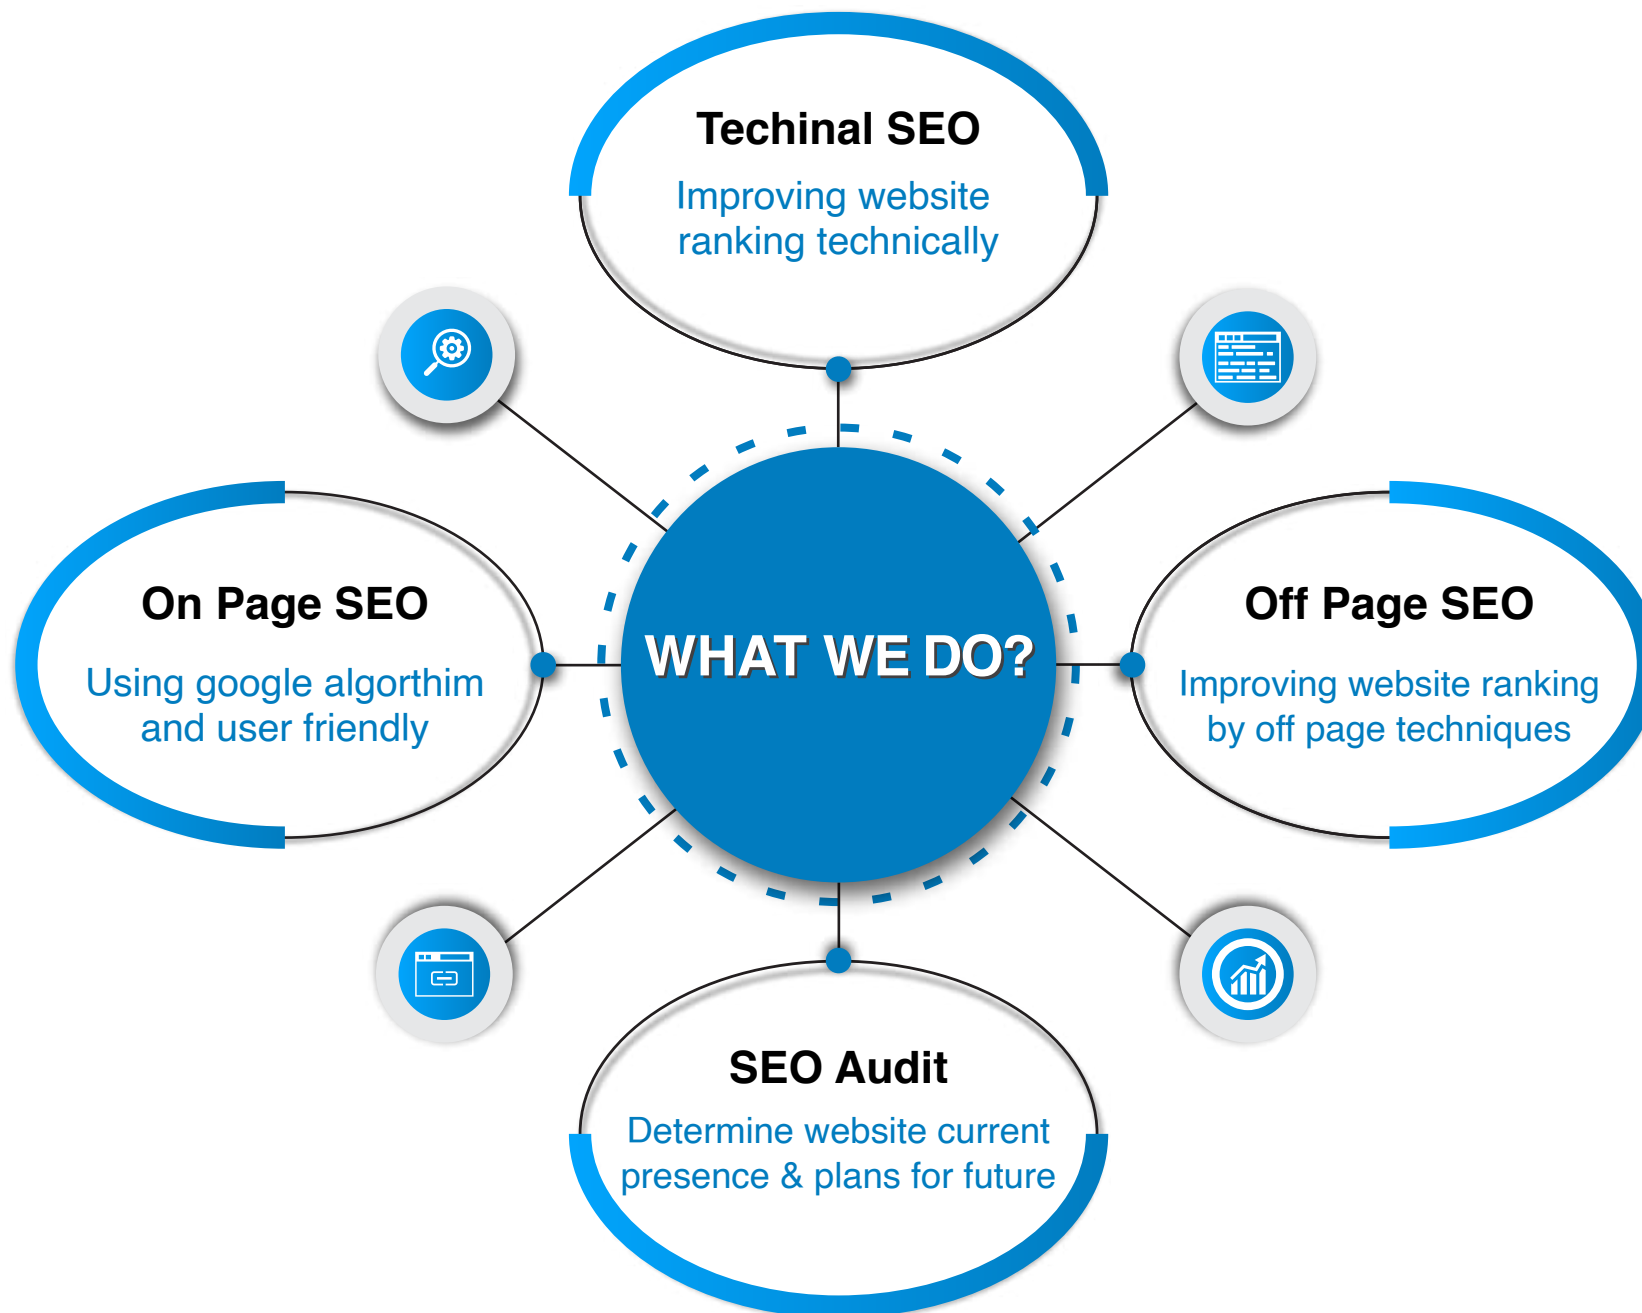 Techinal SEO
Improving website
ranking technically
On Page SEO
Using google algorthim
and user friendly
WHAT WE DO?
Off Page SEO
Improving website ranking
by off page techniques
SEO Audit
Determine website current
presence & plans for future